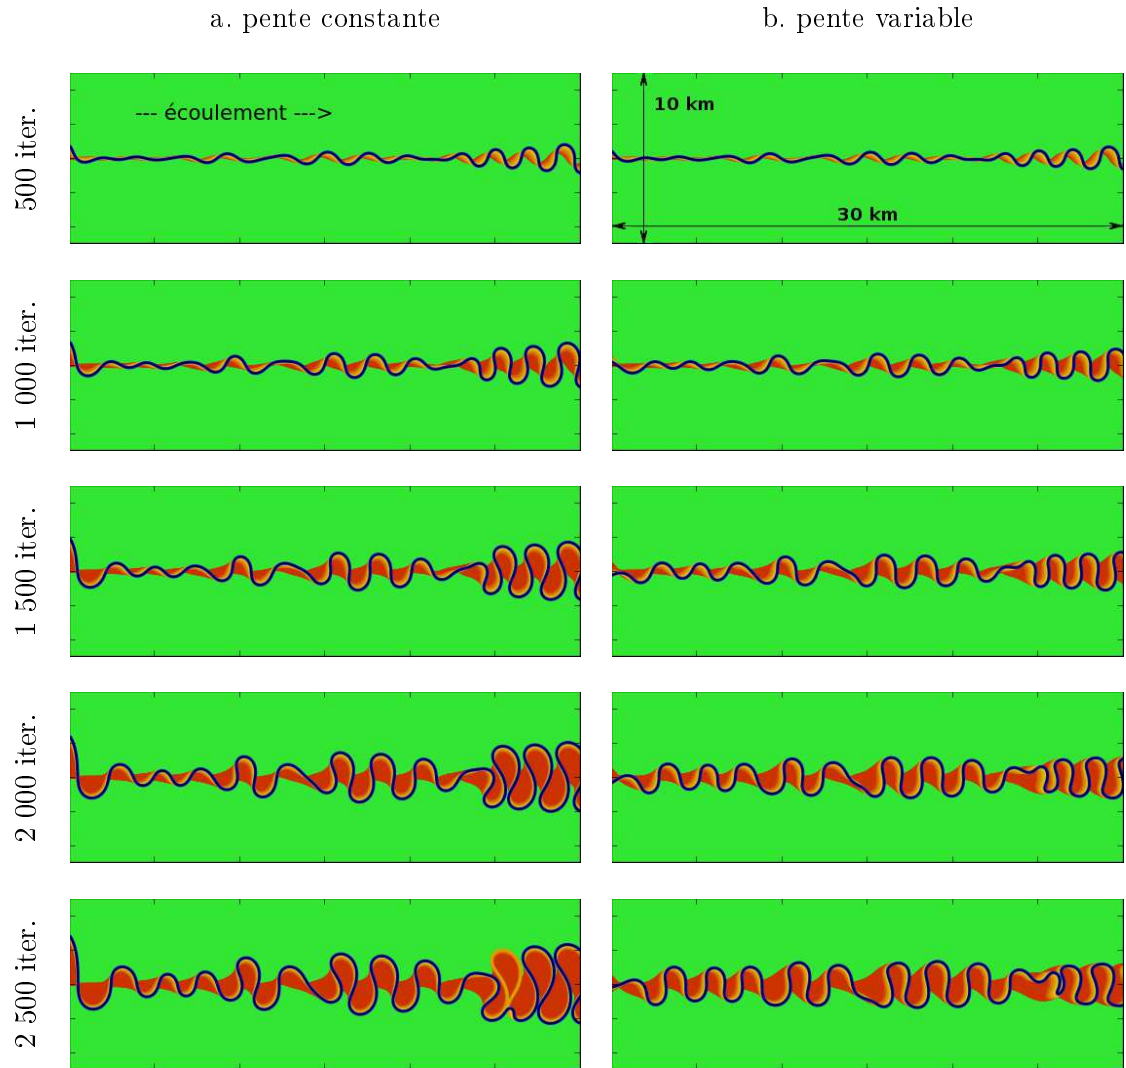 a. pente constante
b. pente variable
500 iter.
--- écoulement --->
10 km
30 km
1 000 iter.
1 500 iter.
2 000 iter.
2 500 iter.